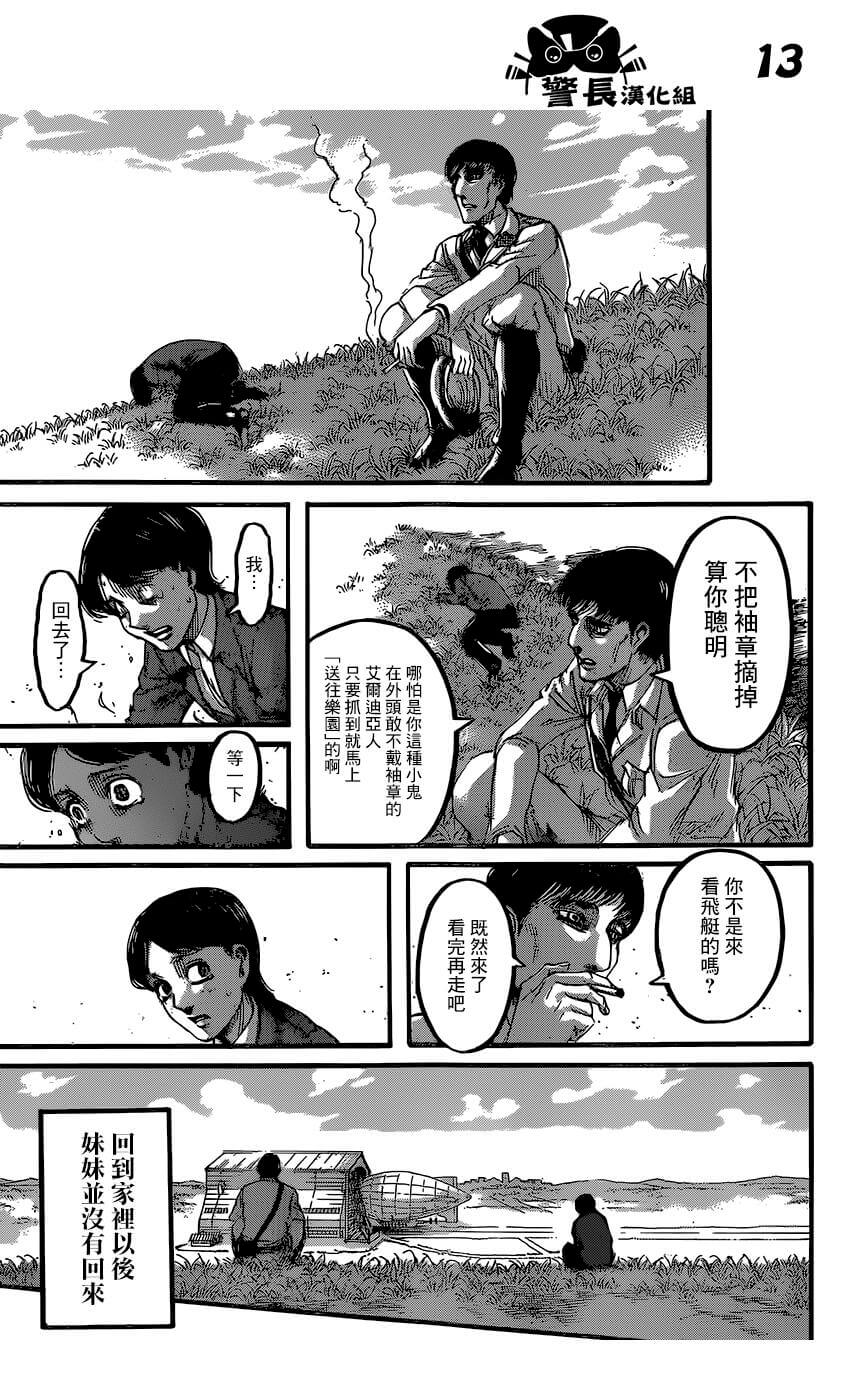 警長漢化組
13
不把袖章摘掉
算你聰明
哪怕是你這種小鬼
在外頭敢不戴袖章的
艾爾迪亞人
只要抓到就馬上
「送往樂園」的啊
我…
回去了…
等一下
你不是來
看飛艇的嗎?
既然來了
看完再走吧
回到家裡以後
妹妹並沒有回來